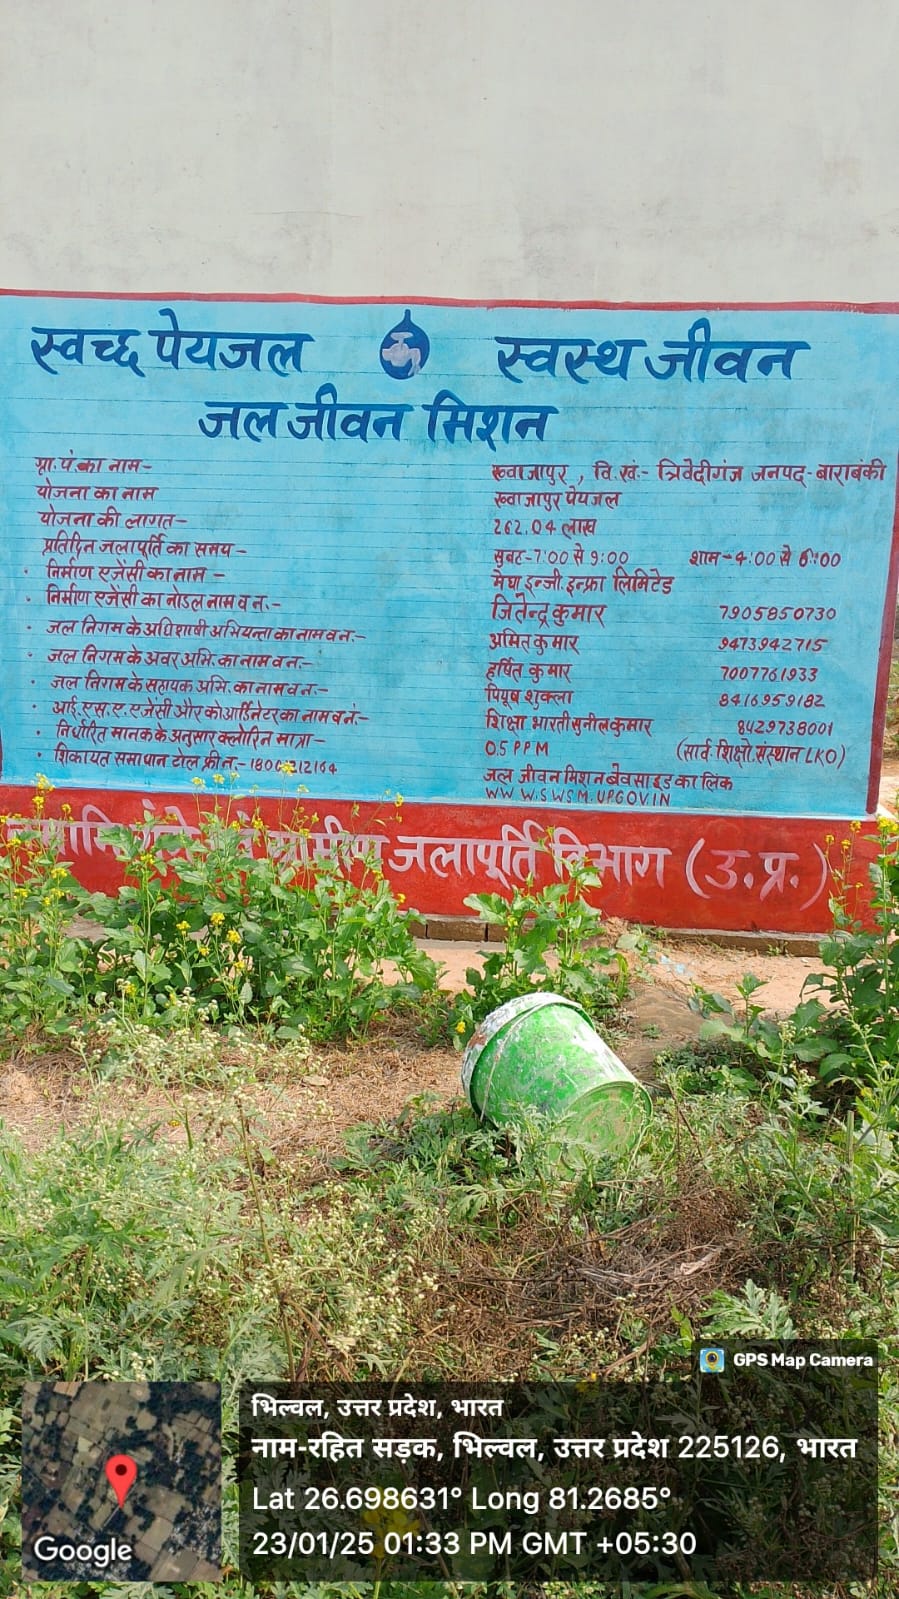 स्वच्छ पेयजल स्वस्थ जीवन
जल जीवन मिशन
ग्रा. पं. का नाम- ख्वाजापुर , वि.खं.- त्रिवेदीगंज जनपद- बाराबंकी
योजना का नाम ख्वाजापुर पेयजल
योजना की लागत- 262.04 लाख
प्रतिदिन जलापूर्ति का समय- सुबह-7:00 से 9:00 शाम-4:00 से 6:00
निर्माण एजेंसी का नाम - मेघा इन्जी. इन्फ्रा लिमिटेड
निर्माण एजेंसी का नोडल नाम व न.- जितेन्द्र कुमार 7905850730
जल निगम के अधिशाषी अभियन्ता का नाम व न.- अमित कुमार 9473942715
जल निगम के अवर अभि. का नाम व न.- हर्षित कुमार 7007761933
जल निगम के सहायक अभि. का नाम व न.- पियूष शुक्ला 8416959182
आई. एस. ए. एजेंसी और कोआर्डिनेटर का नाम व नं.- शिक्षा भारती सुनील कुमार 8429738001
निर्धारित मानक के अनुसार क्लोरिन मात्रा- 0.5 PPM (सार्व. शिक्षो. संस्थान LKO)
शिकायत समाधान टोल फ्री न.- 1800212164 जल जीवन मिशन बेवसाइड का लिंक
WWW.SWSM.UP.GOV.IN
ग्रामीण जलापूर्ति विभाग (उ.प्र.)
GPS Map Camera
भिल्वल, उत्तर प्रदेश, भारत
नाम-रहित सड़क, भिल्वल, उत्तर प्रदेश 225126, भारत
Lat 26.698631° Long 81.2685°
23/01/25 01:33 PM GMT +05:30
Google